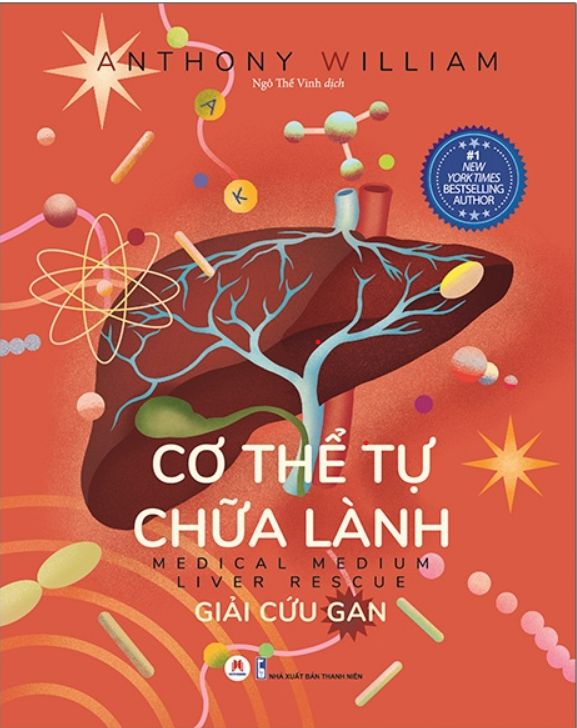 ANTHONY WILLIAM
Ngô Thế Vinh dịch
A
K
#1
NEW
YORK TIMES
BESTSELLING
AUTHOR
CƠ THỂ TỰ
CHỮA LÀNH
MEDICAL MEDIUM
LIVER RESCUE
GIẢI CỨU GAN
NHÀ XUẤT BẢN THANH NIÊN